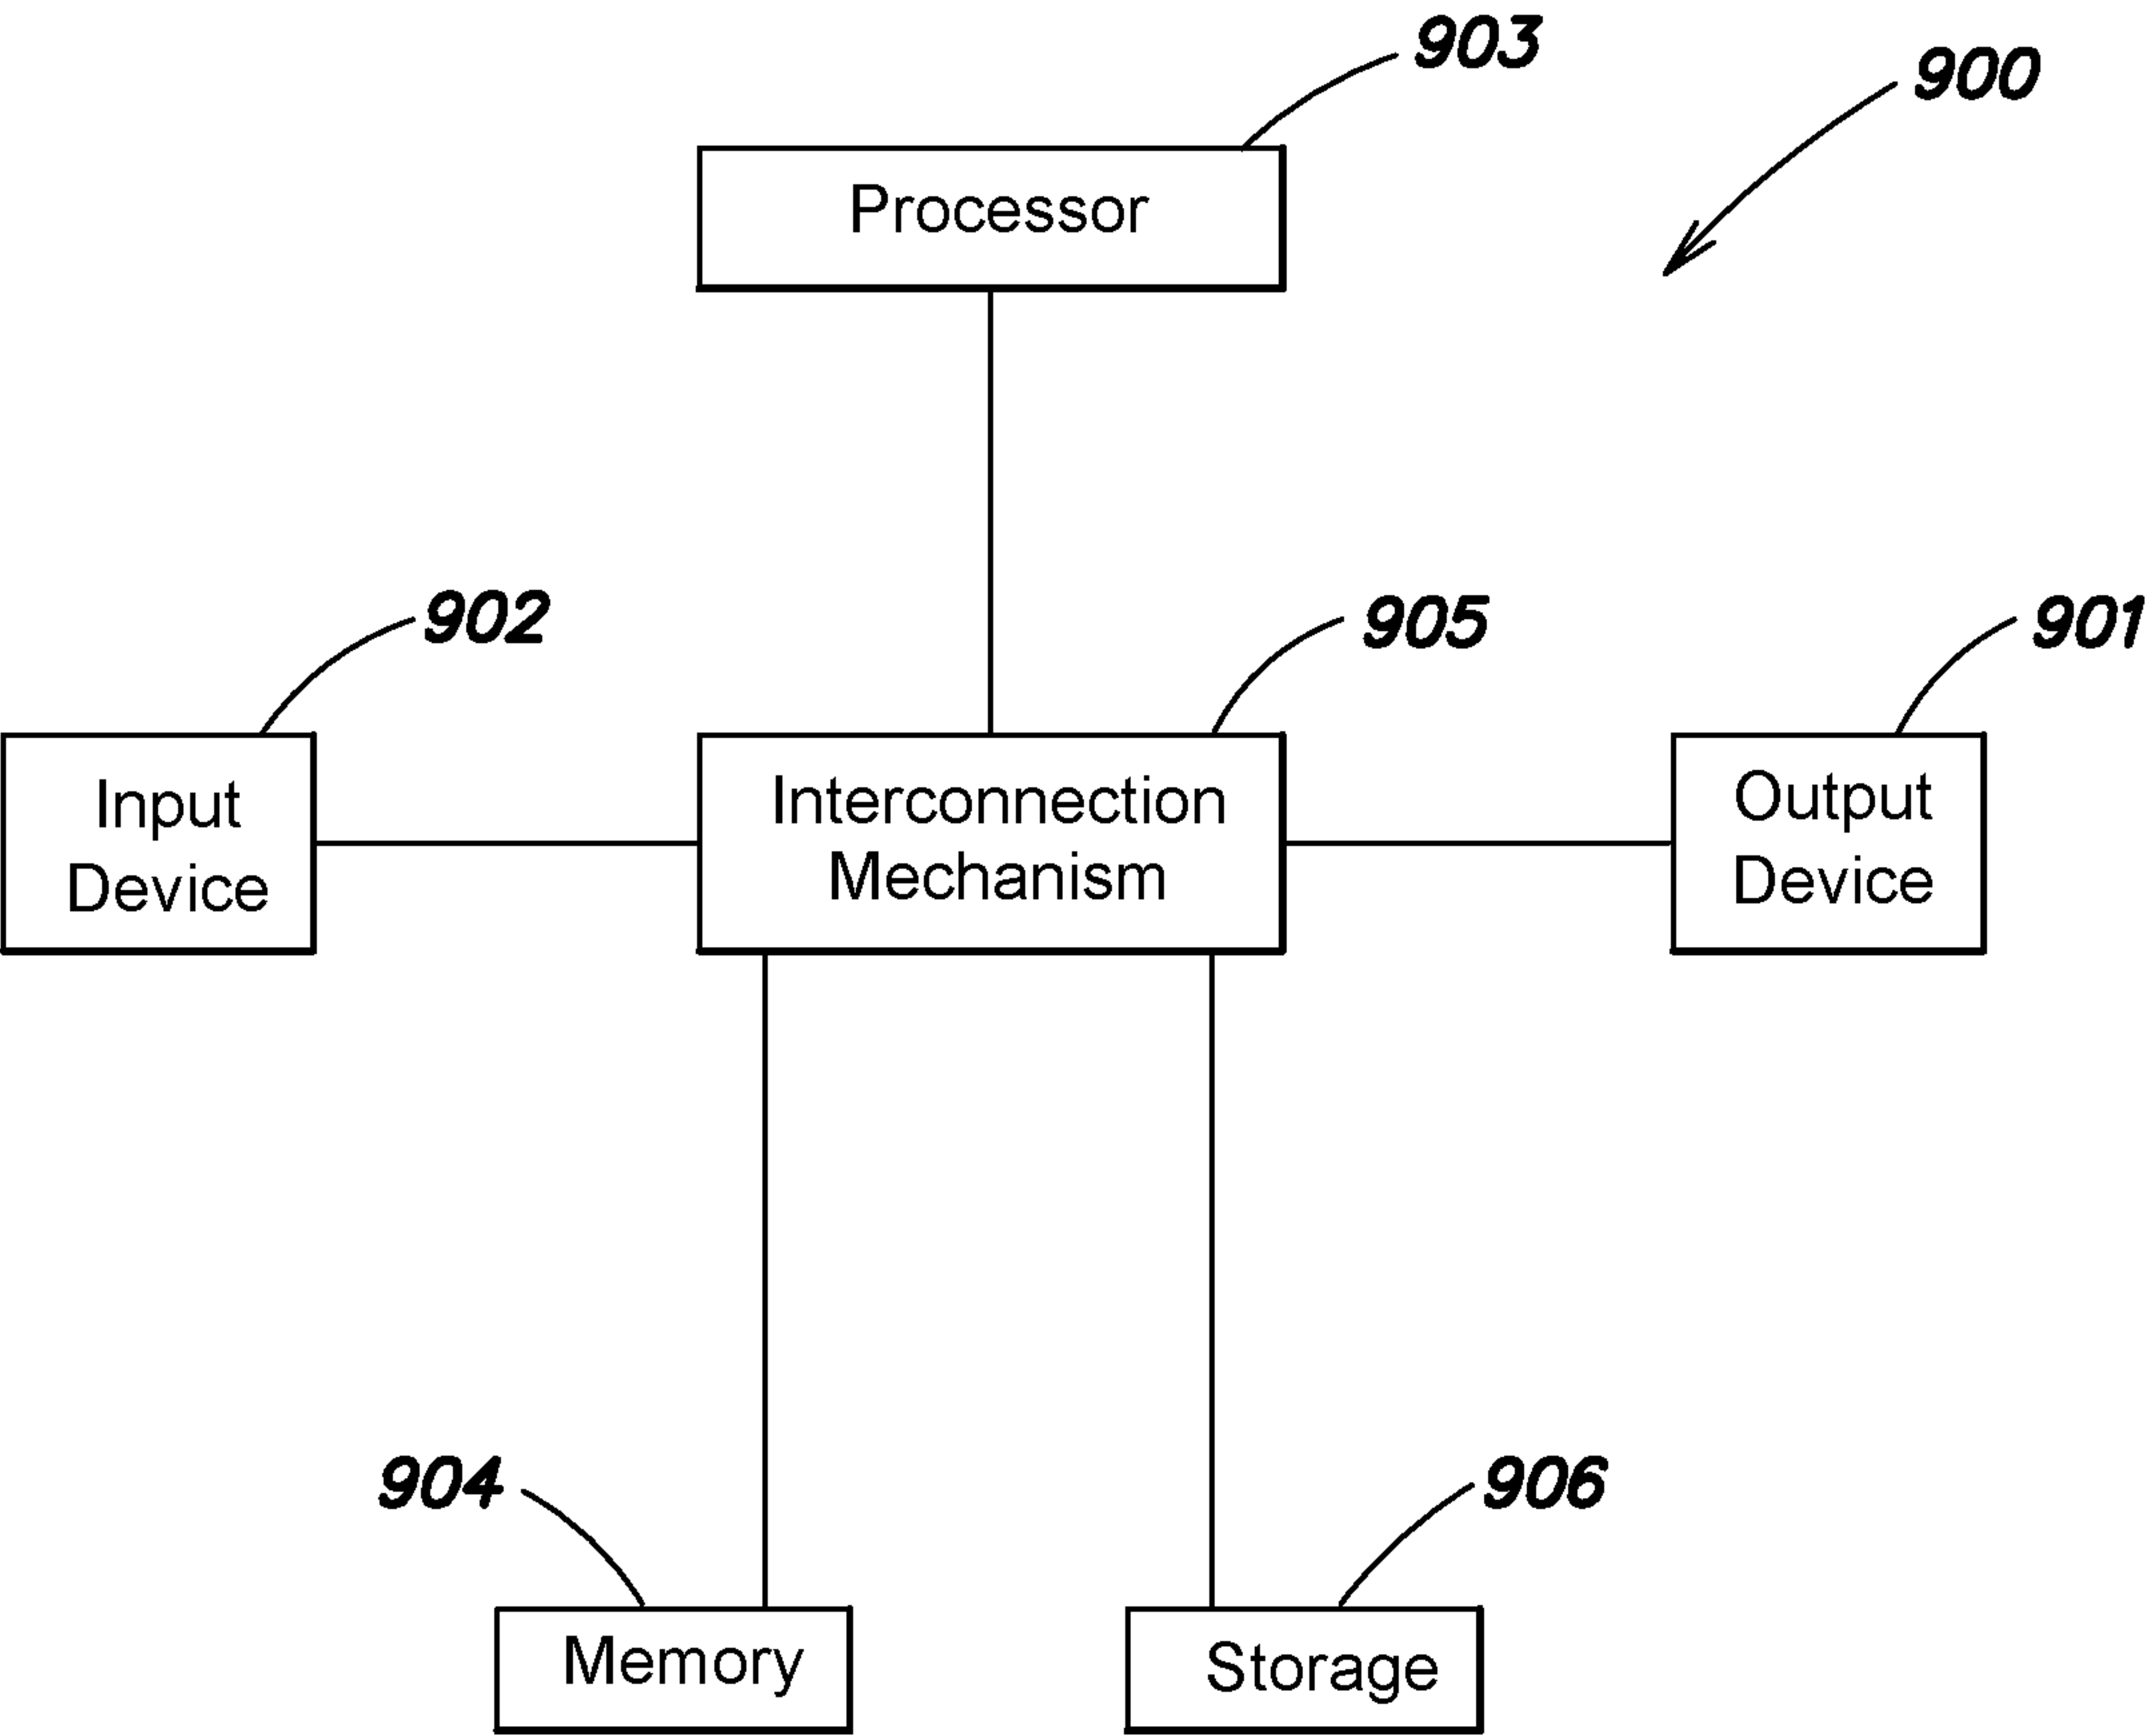 903
900
Processor
902
905
901
Input
Device
Interconnection
Mechanism
Output
Device
904
906
Memory
Storage